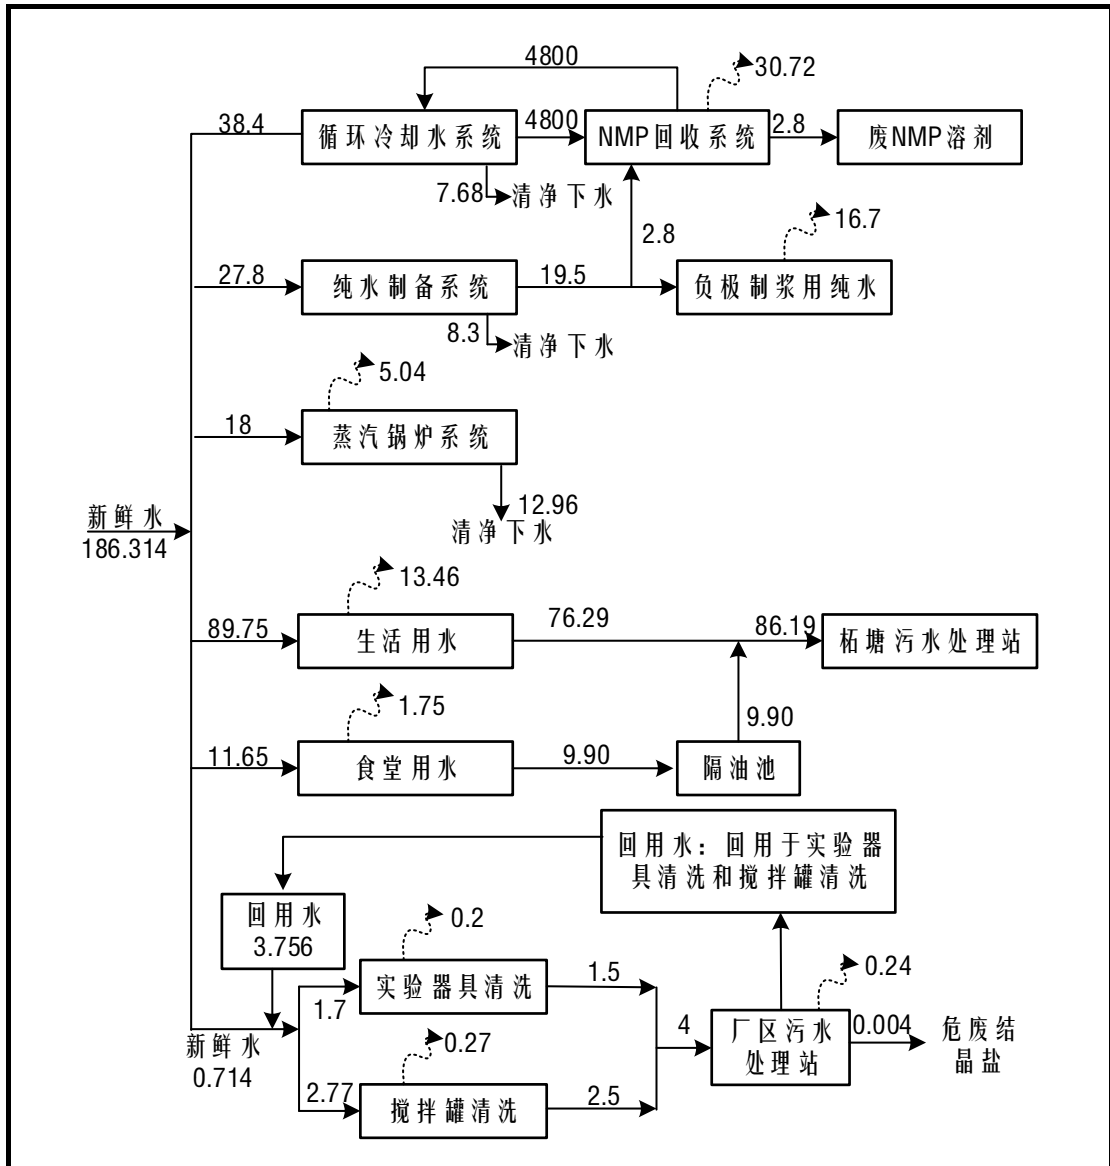 4800
30.72
38.4
循环冷却水系统
4800
NMP回收系统
2.8
废NMP溶剂
7.68
清净下水
2.8
16.7
27.8
纯水制备系统
19.5
负极制浆用纯水
8.3
清净下水
5.04
18
蒸汽锅炉系统
12.96
清净下水
新鲜水
186.314
13.46
89.75
生活用水
76.29
86.19
柘塘污水处理站
1.75
9.90
11.65
食堂用水
9.90
隔油池
回用水：回用于实验器
具清洗和搅拌罐清洗
回用水
3.756
0.2
实验器具清洗
1.5
0.24
1.7
新鲜水
0.714
0.27
4
厂区污水
处理站
0.004
危废结
晶盐
2.77
搅拌罐清洗
2.5